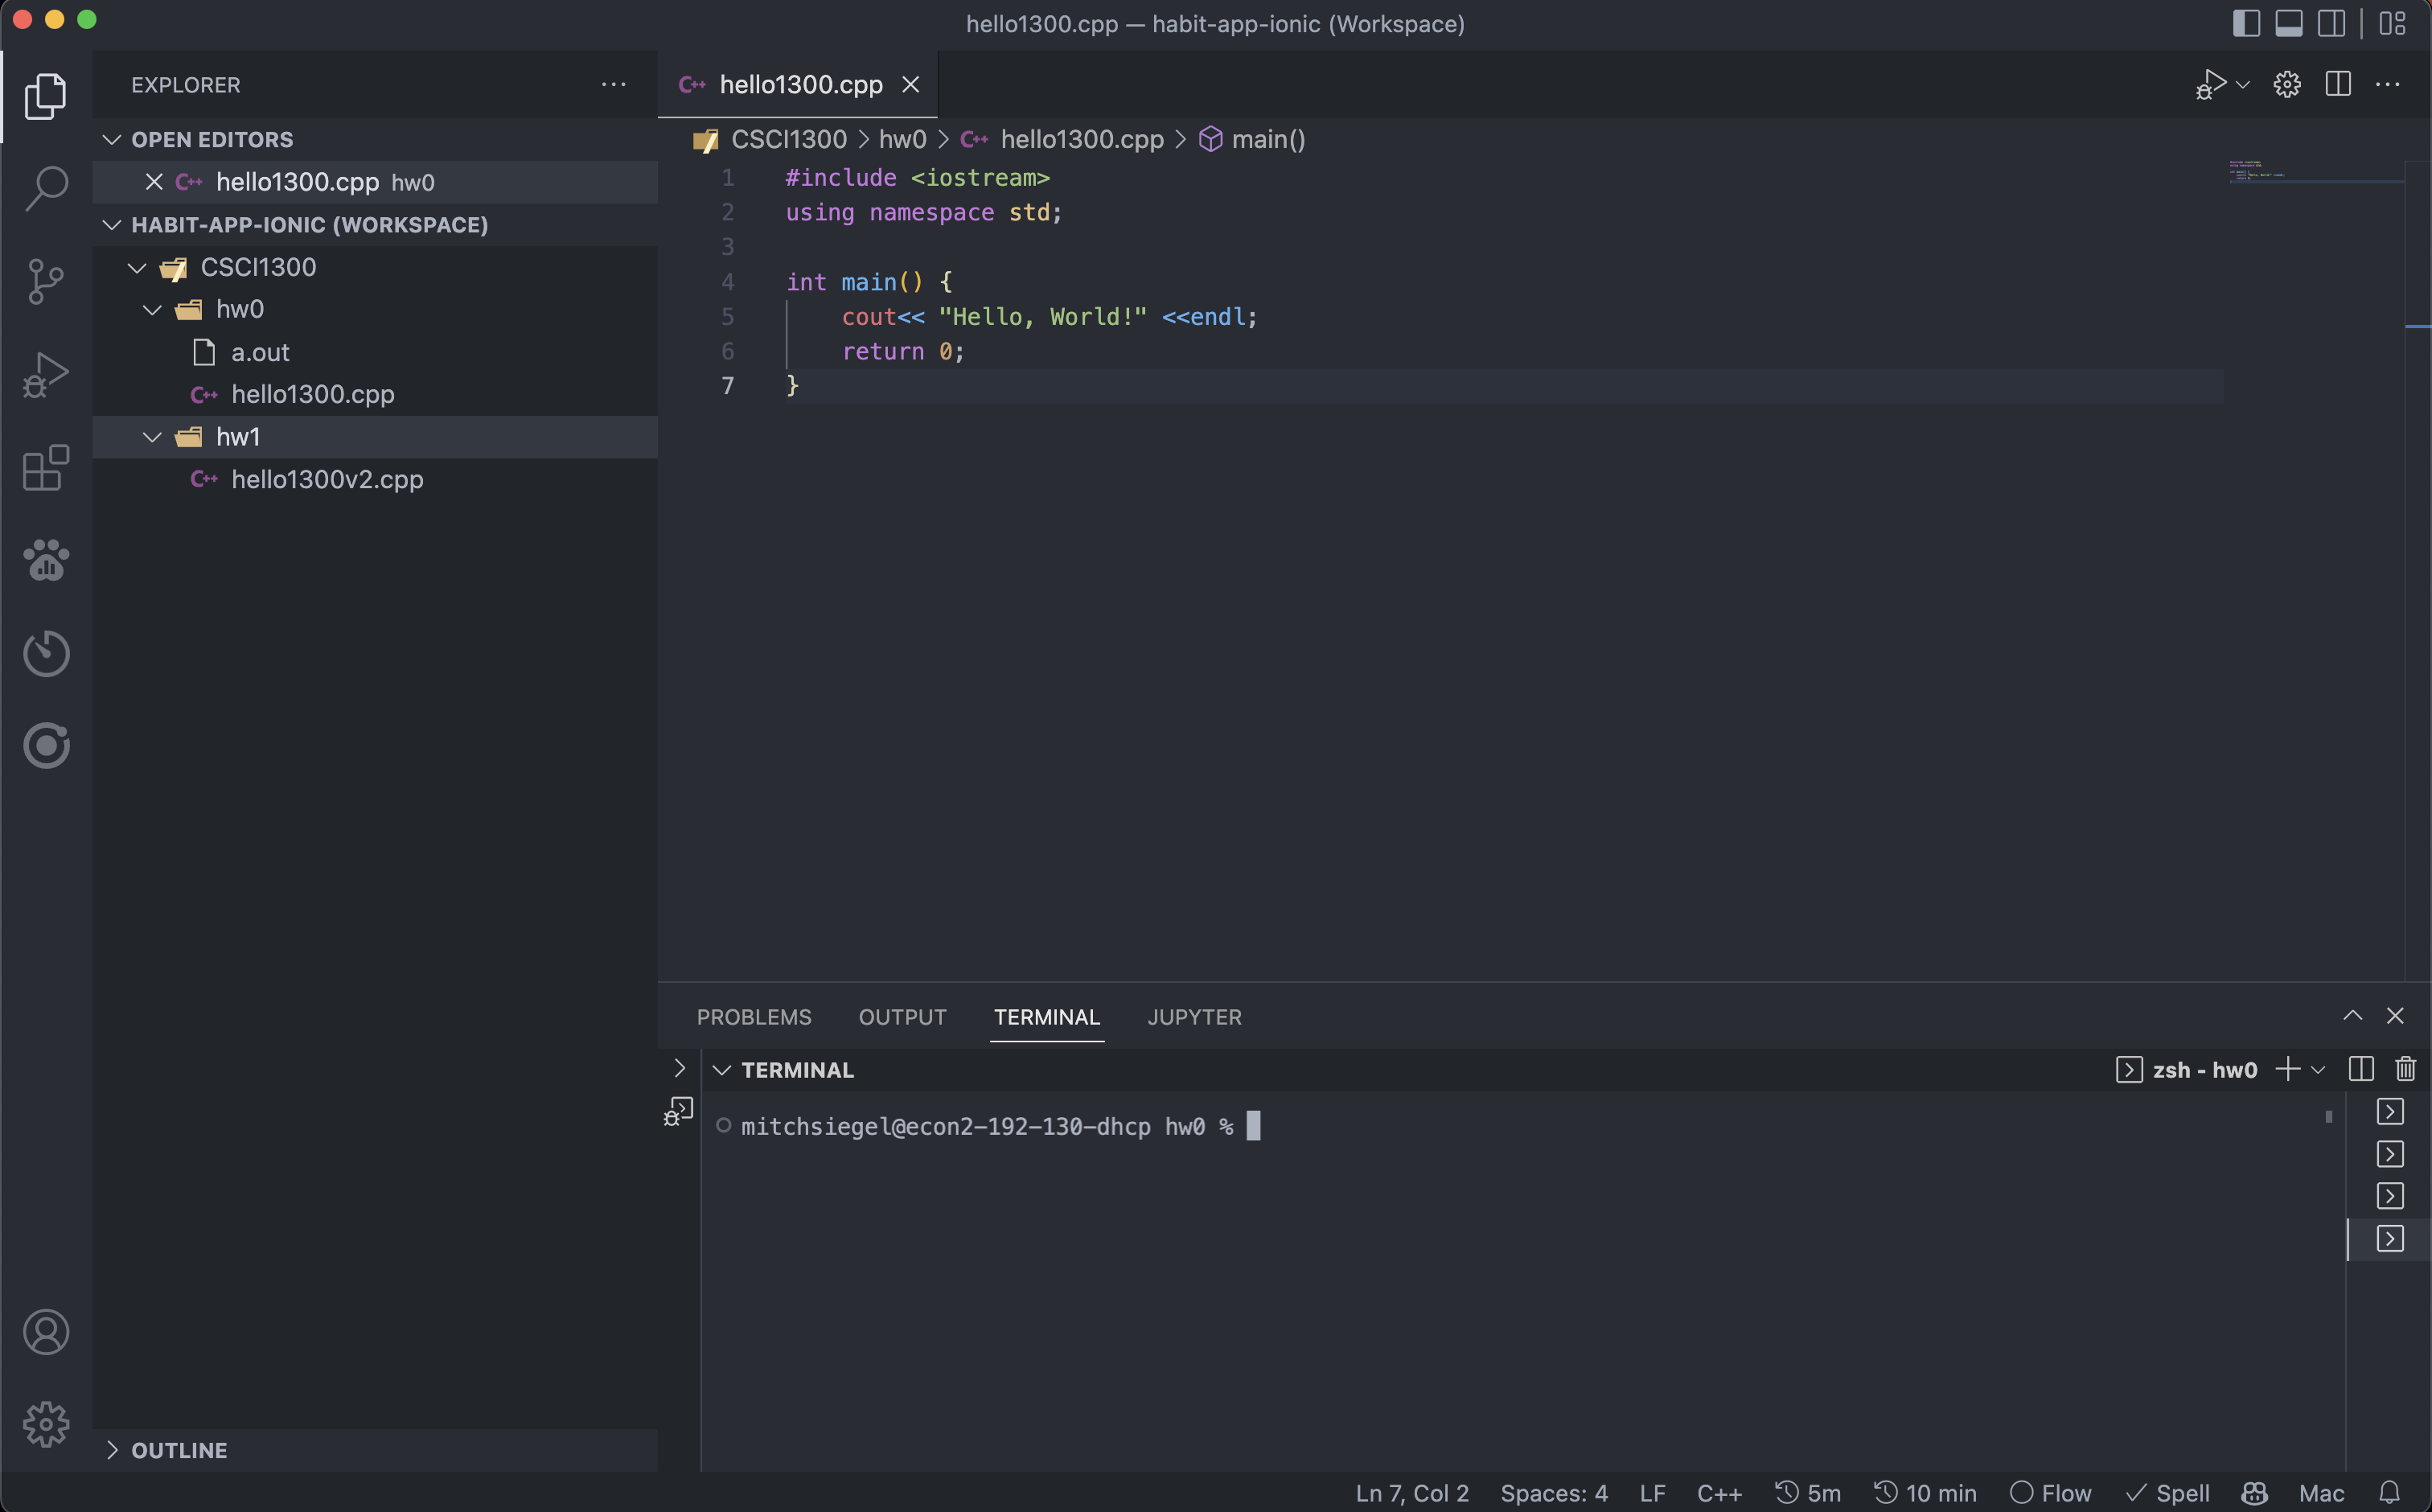 hello1300.cpp — habit-app-ionic (Workspace)
EXPLORER
OPEN EDITORS
C++ hello1300.cpp hw0
HABIT-APP-IONIC (WORKSPACE)
CSCI1300
hw0
a.out
C++ hello1300.cpp
hw1
C++ hello1300v2.cpp
OUTLINE
C++ hello1300.cpp
CSCI1300 > hw0 > C++ hello1300.cpp > main()
1 #include <iostream>
2 using namespace std;
3
4 int main() {
5 cout<< "Hello, World!" <<endl;
6 return 0;
7 }
PROBLEMS OUTPUT TERMINAL JUPYTER
TERMINAL
zsh - hw0
mitchsiegel@econ2-192-130-dhcp hw0 %
Ln 7, Col 2 Spaces: 4 LF C++ 5m 10 min Flow Spell Mac